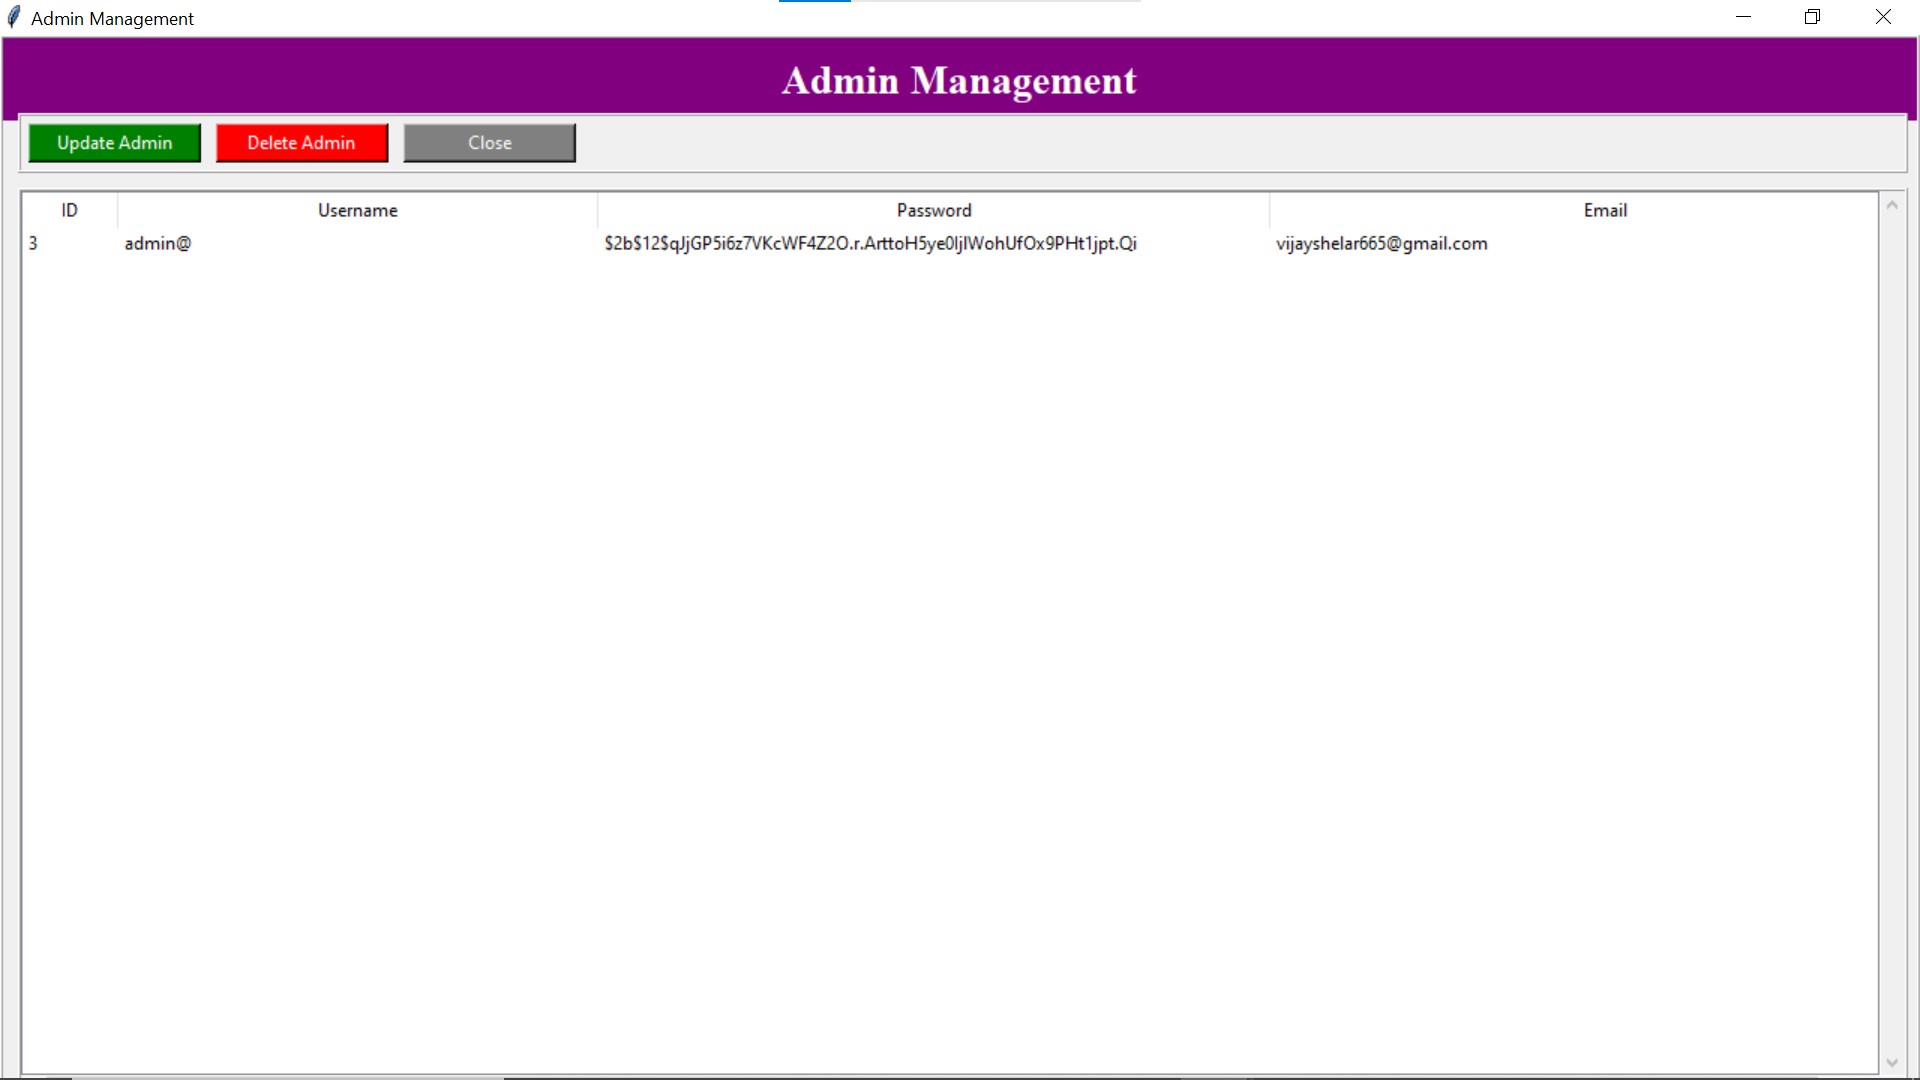 Admin Management
Admin Management
Update Admin Delete Admin Close
ID Username Password Email
3 admin@ $2b$12$qJjGP5i6z7VKcWF4Z2O.r.ArttoH5ye0ljlWohUfOx9PHt1jpt.Qi vijayshelar665@gmail.com